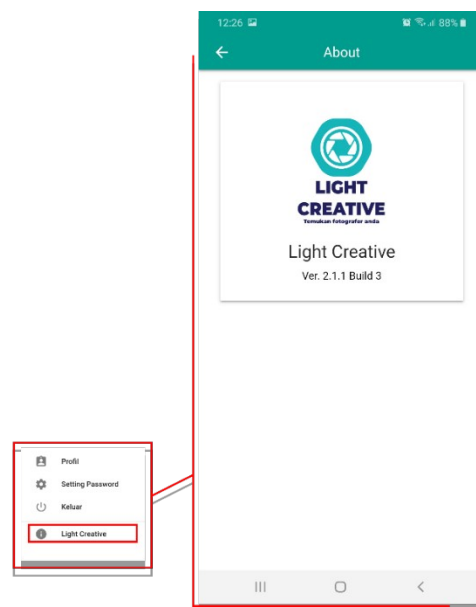 12:26
88%
About
LIGHT
CREATIVE
Temukan fotografer anda
Light Creative
Ver. 2.1.1 Build 3
Profil
Setting Password
Keluar
Light Creative